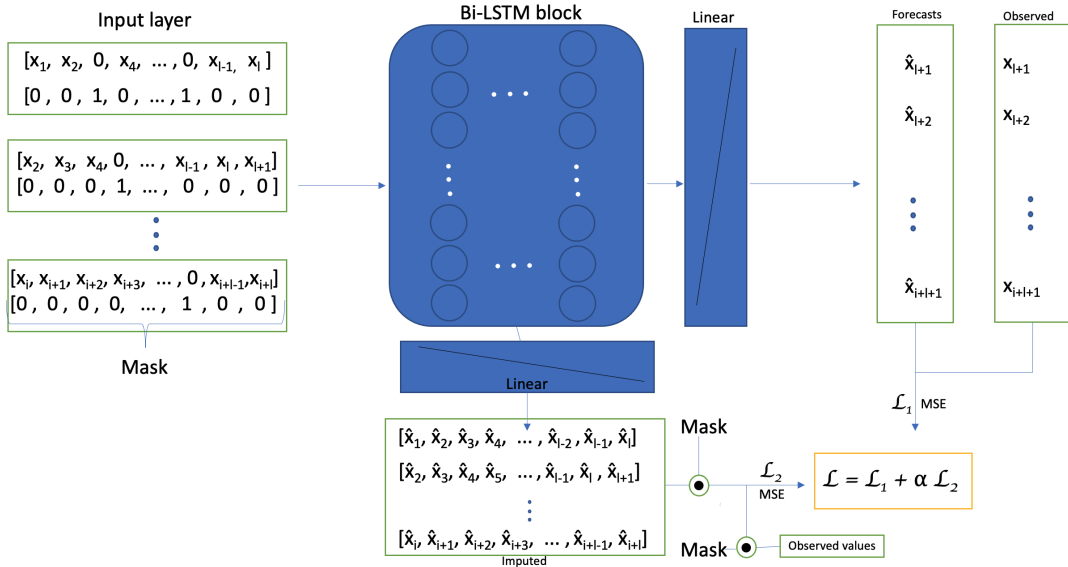 Input layer
[x₁, x₂, 0, x₄, ... , 0, xₗ₋₁, xₗ ]
[0 , 0 , 1, 0 , ..., 1, 0 , 0 ]
[x₂, x₃, x₄, 0, ... , xₗ₋₁ , xₗ , xₗ₊₁]
[0 , 0 , 0 , 1, ... , 0 , 0 , 0 ]
[xᵢ, xᵢ₊₁, xᵢ₊₂, xᵢ₊₃, ... , 0, xᵢ₊ₗ₋₁,xᵢ₊ₗ]
[0 , 0 , 0 , 0, ... , 1 , 0 , 0 ]
Mask
Bi-LSTM block
Linear
Linear
Forecasts
x̂ₗ₊₁
x̂ₗ₊₂
x̂ᵢ₊ₗ₊₁
Observed
xₗ₊₁
xₗ₊₂
xᵢ₊ₗ₊₁
ℒ₁ MSE
[x̂₁, x̂₂, x̂₃, x̂₄, ... , x̂ₗ₋₂ , x̂ₗ₋₁, x̂ₗ]
[x̂₂, x̂₃, x̂₄, x̂₅, ... , x̂ₗ₋₁, x̂ₗ , x̂ₗ₊₁]
[x̂ᵢ, x̂ᵢ₊₁, x̂ᵢ₊₂, x̂ᵢ₊₃, ... , x̂ᵢ₊ₗ₋₁, x̂ᵢ₊ₗ]
Imputed
Mask
ℒ₂
MSE
ℒ = ℒ₁ + α ℒ₂
Mask
Observed values